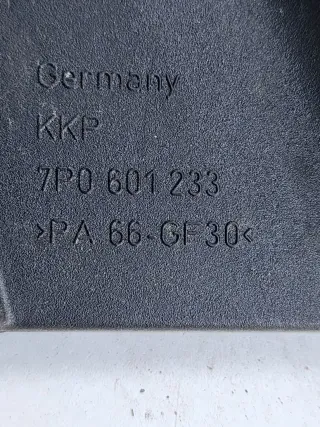 Germany
KKP
7P0 601 233
>PA 66-GF30<